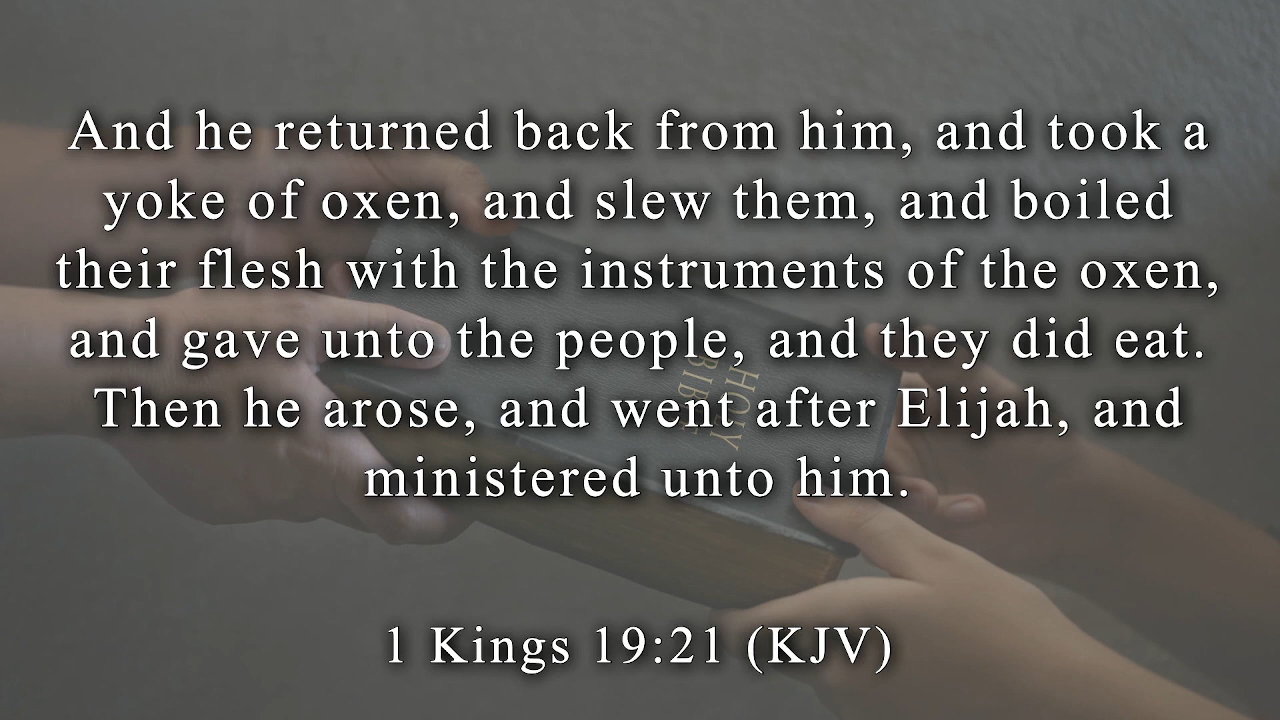 And he returned back from him, and took a
yoke of oxen, and slew them, and boiled
their flesh with the instruments of the oxen,
and gave unto the people, and they did eat.
Then he arose, and went after Elijah, and
ministered unto him.
1 Kings 19:21 (KJV)
HOLY
BIBLE